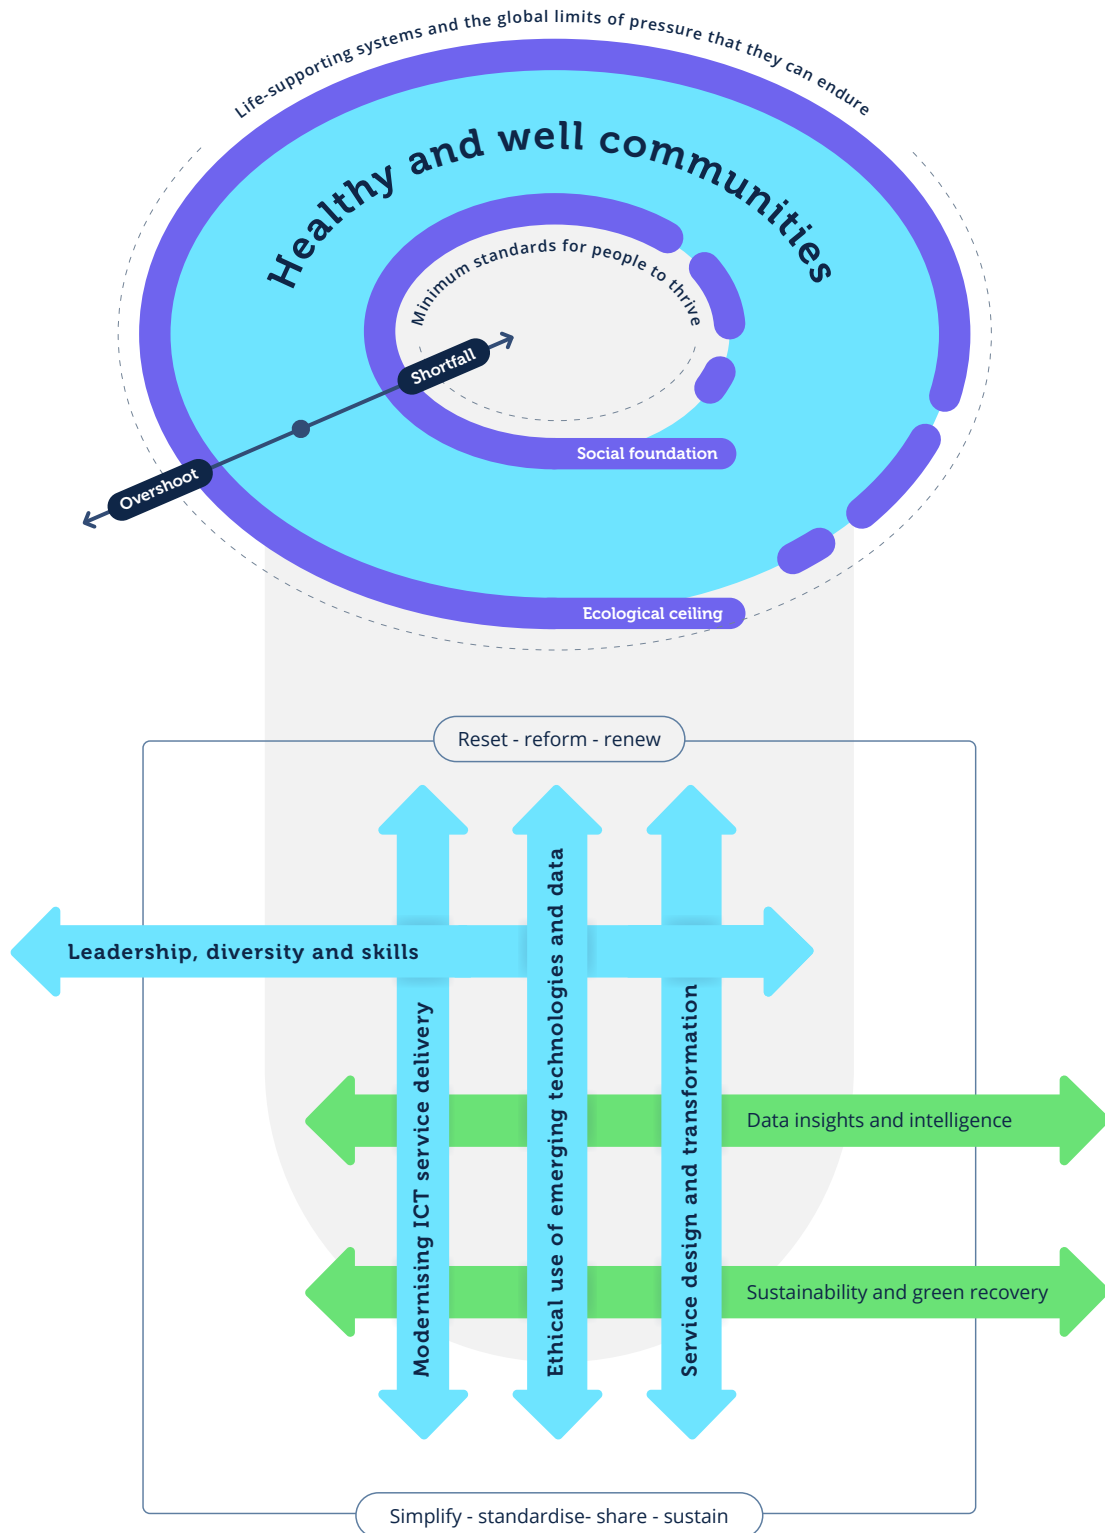 Life-supporting systems and the global limits of pressure that they can endure
Healthy and well communities
Minimum standards for people to thrive
Shortfall
Overshoot
Social foundation
Ecological ceiling
Reset - reform - renew
Leadership, diversity and skills
Modernising ICT service delivery
Ethical use of emerging technologies and data
Service design and transformation
Data insights and intelligence
Sustainability and green recovery
Simplify - standardise- share - sustain